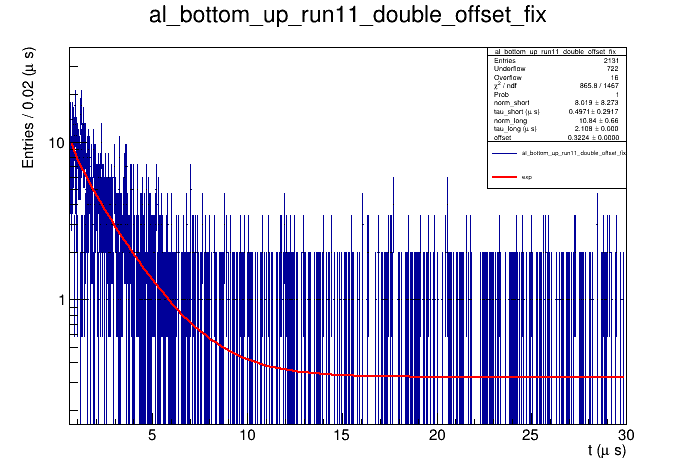 al_bottom_up_run11_double_offset_fix
Entries / 0.02 (μ s)
al_bottom_up_run11_double_offset_fix
Entries 2131
Underflow 722
Overflow 16
χ² / ndf 865.8 / 1467
Prob 1
norm_short 8.019 ± 8.273
tau_short (μ s) 0.4971 ± 0.2917
norm_long 10.84 ± 0.66
tau_long (μ s) 2.108 ± 0.000
offset 0.3224 ± 0.0000
al_bottom_up_run11_double_offset_fix
exp
10
1
5 10 15 20 25 30
t (μ s)